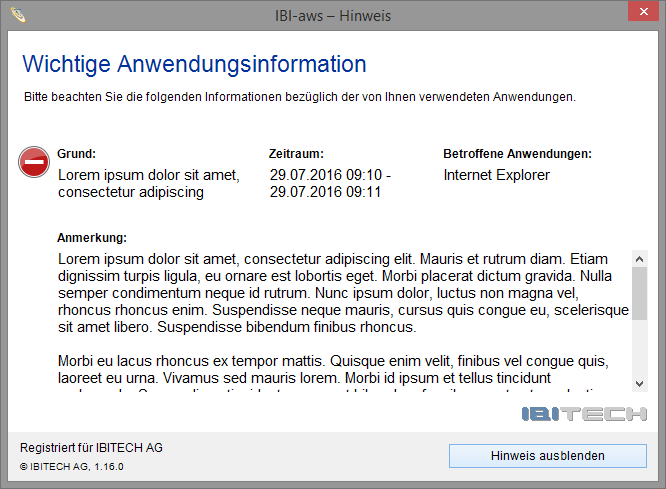 IBI-aws – Hinweis
Wichtige Anwendungsinformation
Bitte beachten Sie die folgenden Informationen bezüglich der von Ihnen verwendeten Anwendungen.
Grund: Zeitraum: Betroffene Anwendungen:
Lorem ipsum dolor sit amet, 29.07.2016 09:10 - Internet Explorer
consectetur adipiscing 29.07.2016 09:11
Anmerkung:
Lorem ipsum dolor sit amet, consectetur adipiscing elit. Mauris et rutrum diam. Etiam
dignissim turpis ligula, eu ornare est lobortis eget. Morbi placerat dictum gravida. Nulla
semper condimentum neque id rutrum. Nunc ipsum dolor, luctus non magna vel,
rhoncus rhoncus enim. Suspendisse neque mauris, cursus quis congue eu, scelerisque
sit amet libero. Suspendisse bibendum finibus rhoncus.
Morbi eu lacus rhoncus ex tempor mattis. Quisque enim velit, finibus vel congue quis,
laoreet eu urna. Vivamus sed mauris lorem. Morbi id ipsum et tellus tincidunt
IBITECH
Registriert für IBITECH AG
© IBITECH AG, 1.16.0
Hinweis ausblenden